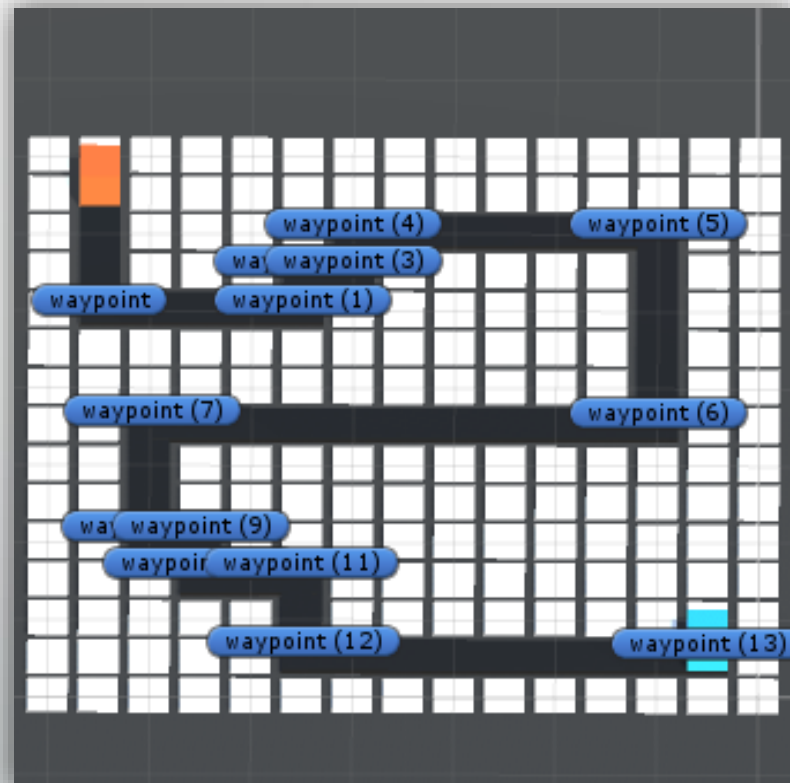 waypoint (4)
waypoint (5)
waypoint (3)
waypoint
waypoint (1)
waypoint (7)
waypoint (6)
waypoint (9)
waypoint (11)
waypoint (12)
waypoint (13)